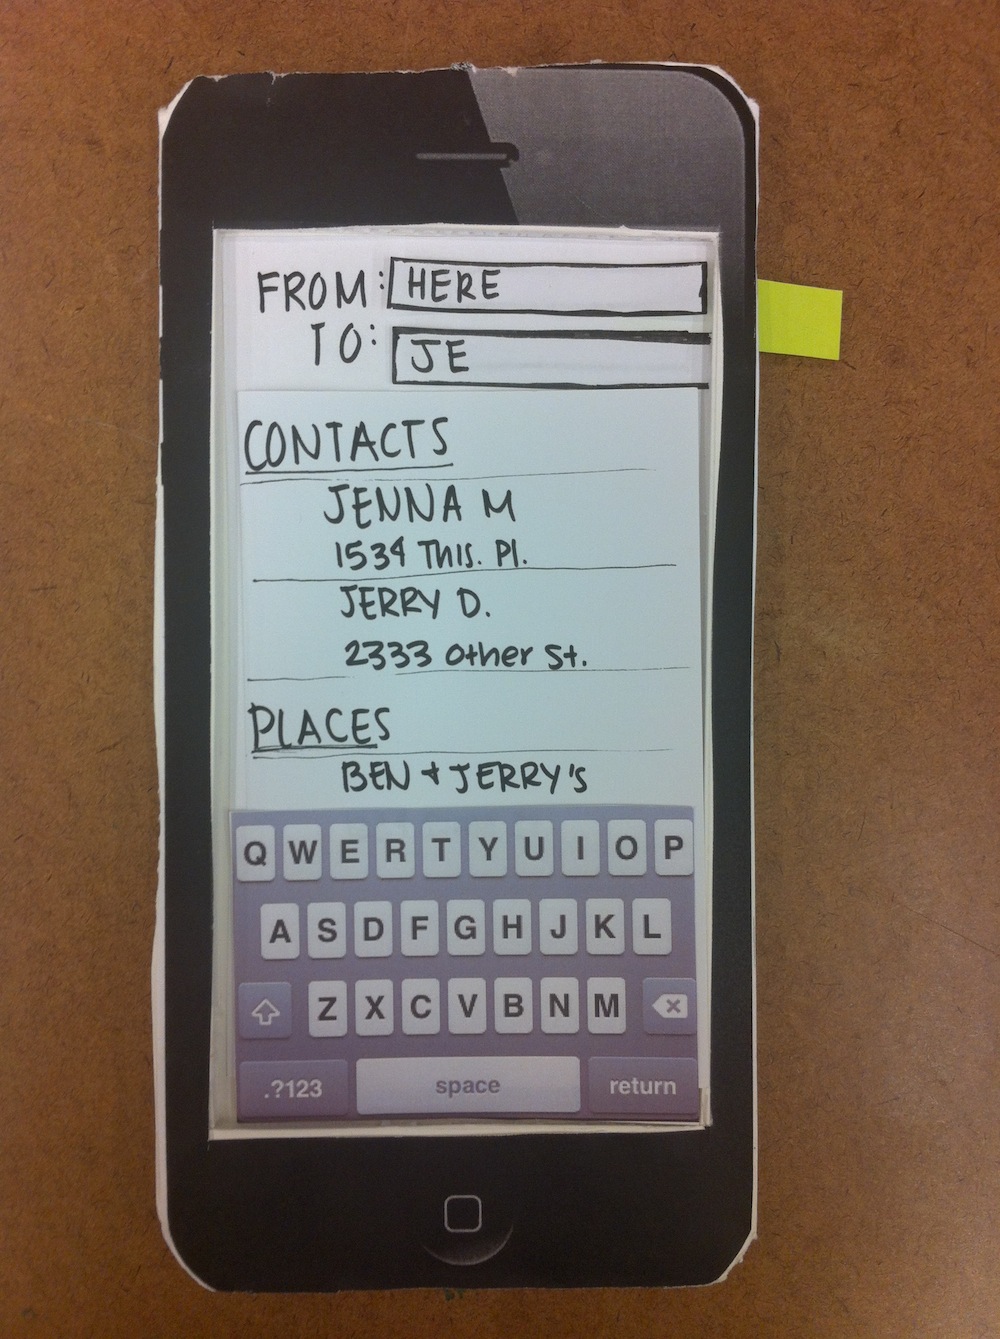 FROM: HERE
TO: JE
CONTACTS
JENNA M
1534 THIS. Pl.
JERRY D.
2333 Other St.
PLACES
BEN + JERRY'S
Q W E R T Y U I O P
A S D F G H J K L
Z X C V B N M
.?123 space return